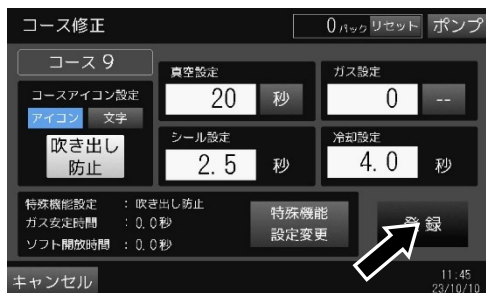 コース修正
0 パック リセット ポンプ
コース 9
コースアイコン設定
アイコン 文字
吹き出し
防止
真空設定
20 秒
ガス設定
0 --
シール設定
2.5 秒
冷却設定
4.0 秒
特殊機能設定 : 吹き出し防止
ガス安定時間 : 0.0秒
ソフト開放時間 : 0.0秒
特殊機能
設定変更
登録
キャンセル
11:45
23/10/10